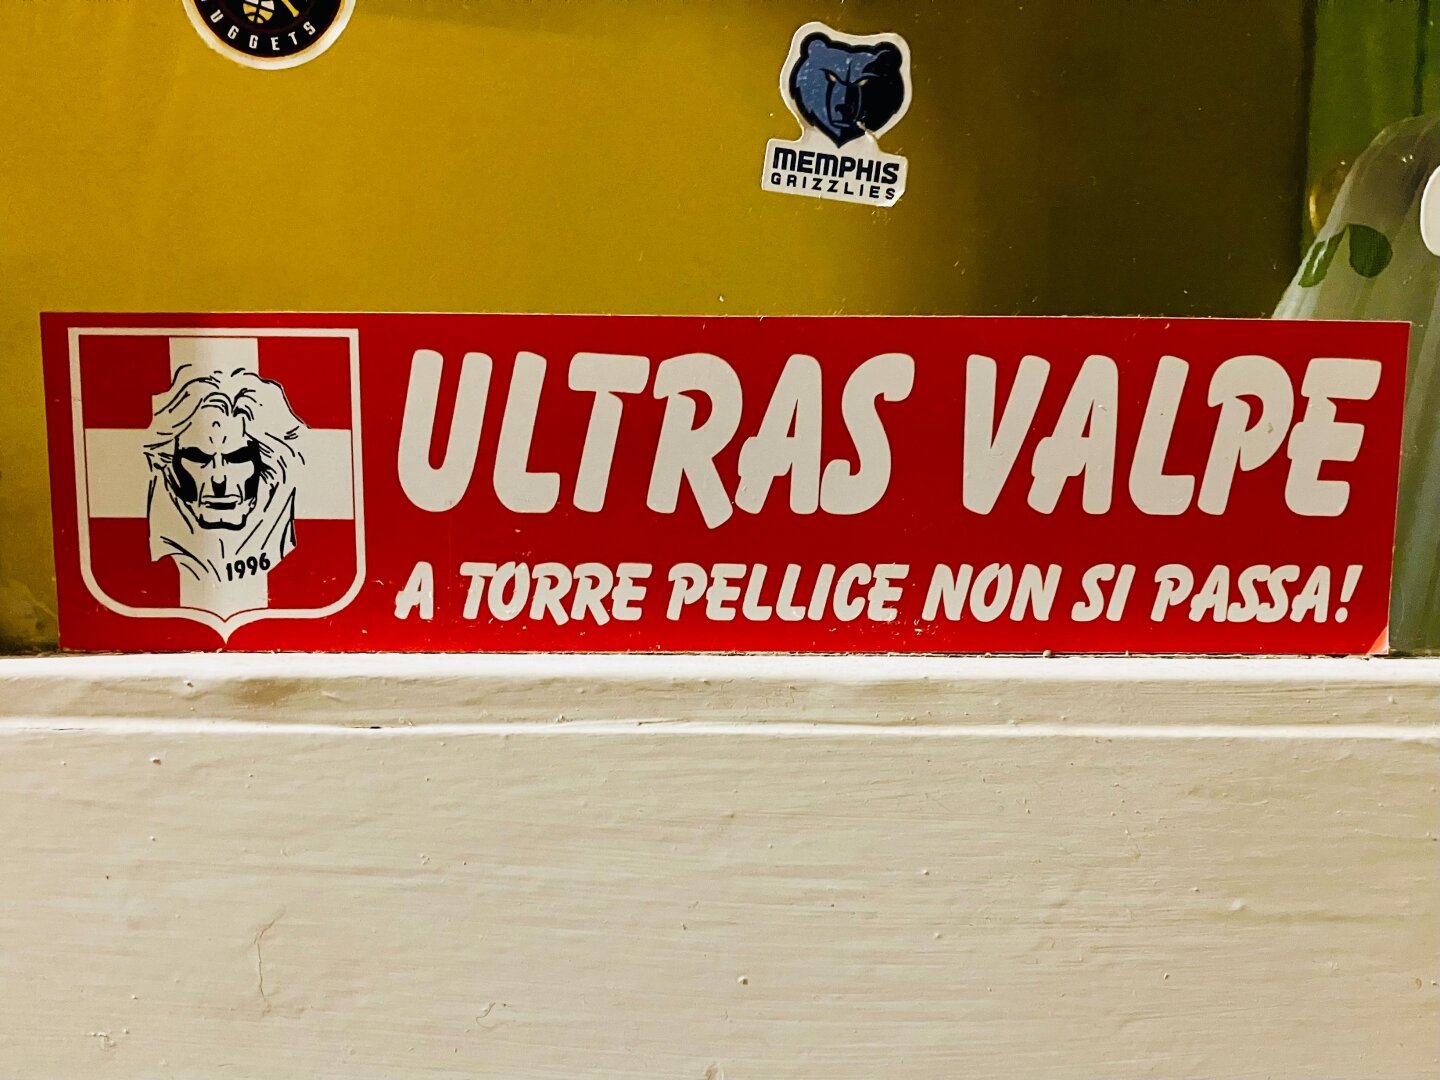 NUGGETS
MEMPHIS
GRIZZLIES
ULTRAS VALPE
1996
A TORRE PELLICE NON SI PASSA!